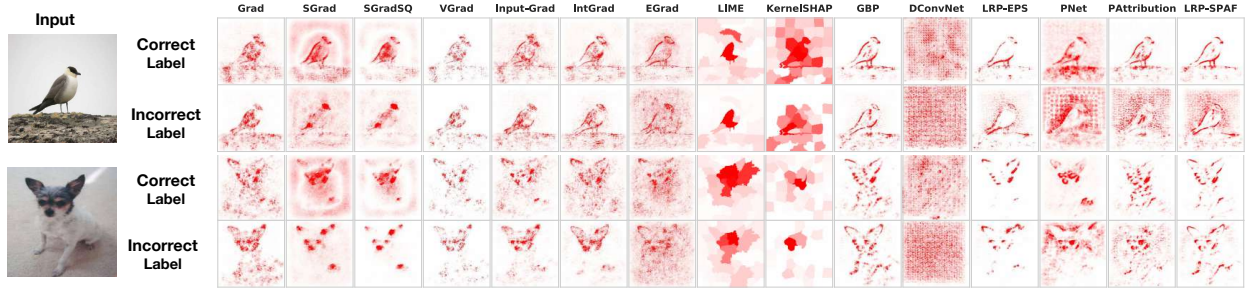 Input
Grad SGrad SGradSQ VGrad Input-Grad IntGrad EGrad LIME KernelSHAP GBP DConvNet LRP-EPS PNet PAttribution LRP-SPAF
Correct
Label
Incorrect
Label
Correct
Label
Incorrect
Label